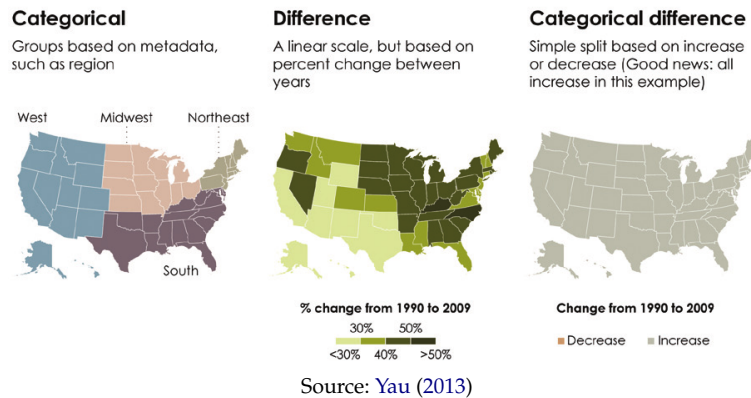 Categorical
Groups based on metadata,
such as region
West
Midwest
Northeast
South
Difference
A linear scale, but based on
percent change between
years
% change from 1990 to 2009
30% 50%
<30% 40% >50%
Categorical difference
Simple split based on increase
or decrease (Good news: all
increase in this example)
Change from 1990 to 2009
Decrease Increase
Source: Yau (2013)